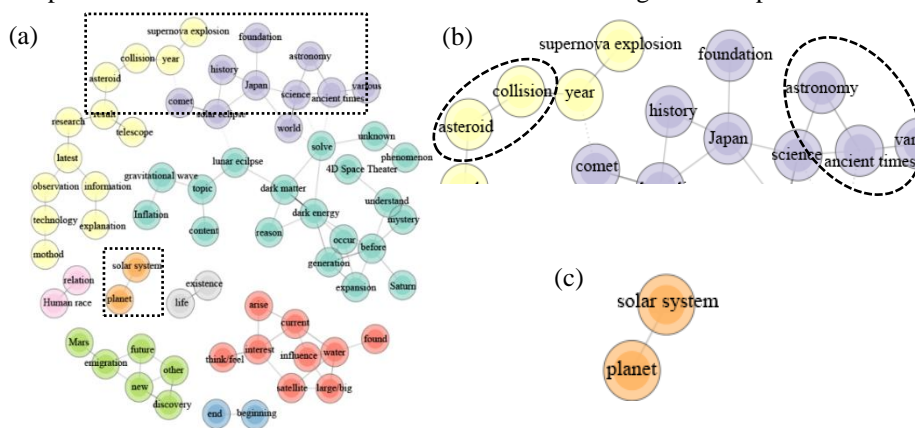 (a)
supernova explosion
foundation
collision
year
astronomy
history
asteroid
Japan
various
comet
science
ancient times
solar eclipse
result
research
telescope
world
unknown
solve
phenomenon
latest
lunar ecilpse
4D Space Theater
gravitational wave
topic
dark matter
observation
information
understand
Inflation
dark energy
mystery
technology
explanation
content
reason
occur
before
mothod
generation
solar system
expansion
Saturn
relation
existence
Human race
planet
life
arise
current
found
Mars
future
think/feel
interest
influence
water
emigration
other
new
satellite
large/big
discovery
end
beginning
(b)
supernova explosion
foundation
collision
year
astronomy
history
asteroid
Japan
science
comet
ancient times
(c)
solar system
planet